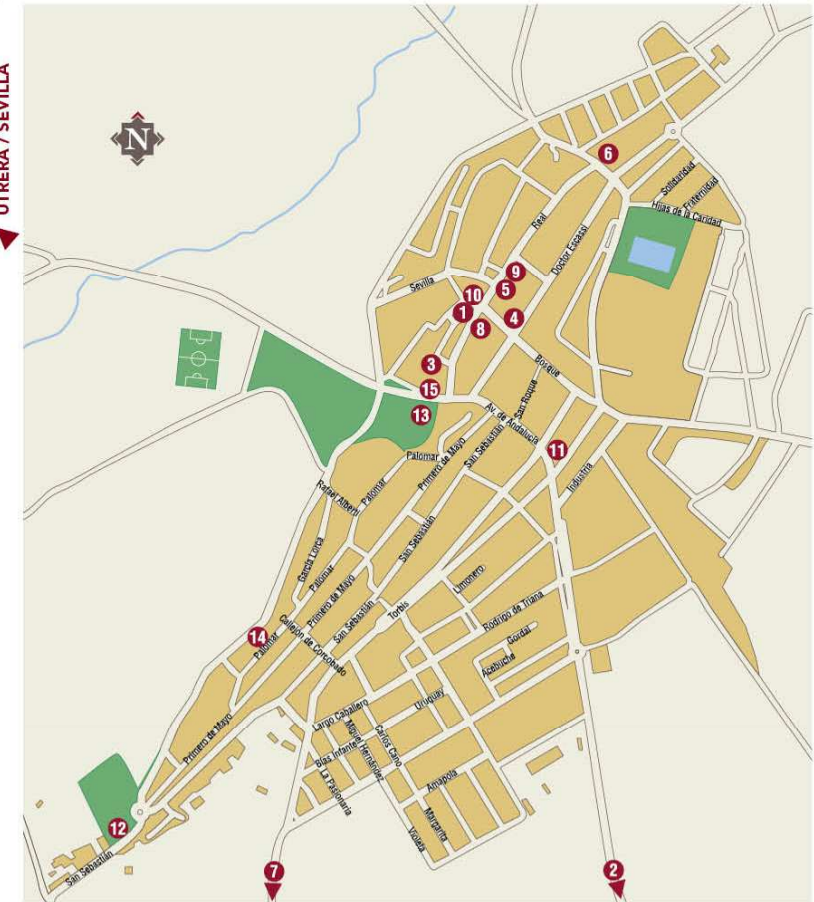 UTRERA / SEVILLA
N
6
Solidaridad
Fraternidad
Hijas de la Caridad
Real
Doctor Escassi
9
5
Sevilla
10
1
4
8
Bosque
3
15
San Roque
13
Av. de Andalucía
San Sebastián
11
Palomar
Primero de Mayo
Industria
Palomar
Rafael Alberti
San Sebastián
García Lorca
Palomar
Limonero
Primero de Mayo
San Sebastián
Torbis
Rodrigo de Triana
14
Palomar
Callejón de Corcobado
Gordal
Acebuche
Uruguay
Largo Caballero
Primero de Mayo
Carlos Cano
Miguel Hernández
Blas Infante
La Pasionaria
Amapola
Margarita
Violeta
12
San Sebastián
7
2